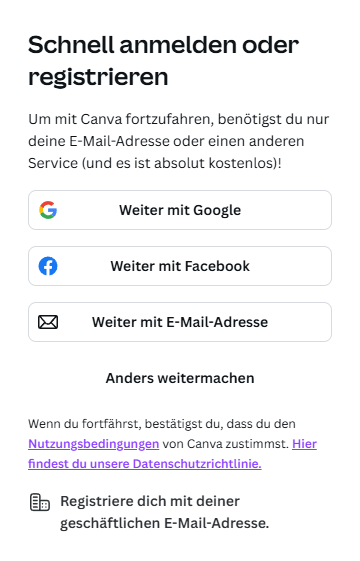 Schnell anmelden oder
registrieren
Um mit Canva fortzufahren, benötigst du nur
deine E-Mail-Adresse oder einen anderen
Service (und es ist absolut kostenlos)!
Weiter mit Google
Weiter mit Facebook
Weiter mit E-Mail-Adresse
Anders weitermachen
Wenn du fortfährst, bestätigst du, dass du den
Nutzungsbedingungen von Canva zustimmst. Hier
findest du unsere Datenschutzrichtlinie.
Registriere dich mit deiner
geschäftlichen E-Mail-Adresse.